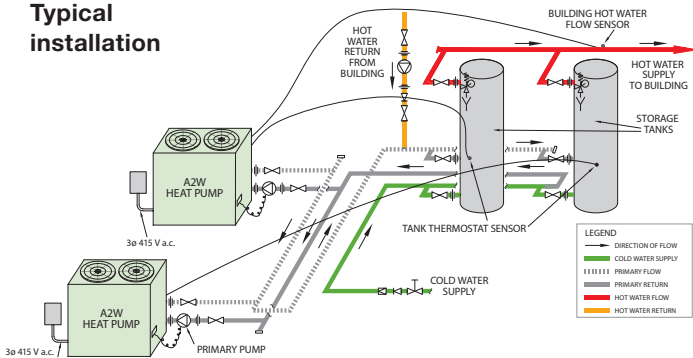 Typical
installation
HOT
WATER
RETURN
FROM
BUILDING
BUILDING HOT WATER
FLOW SENSOR
HOT WATER
SUPPLY
TO BUILDING
STORAGE
TANKS
A2W
HEAT PUMP
3ø 415 V a.c.
TANK THERMOSTAT SENSOR
COLD WATER
SUPPLY
A2W
HEAT PUMP
3ø 415 V a.c.
PRIMARY PUMP
LEGEND
DIRECTION OF FLOW
COLD WATER SUPPLY
PRIMARY FLOW
PRIMARY RETURN
HOT WATER FLOW
HOT WATER RETURN